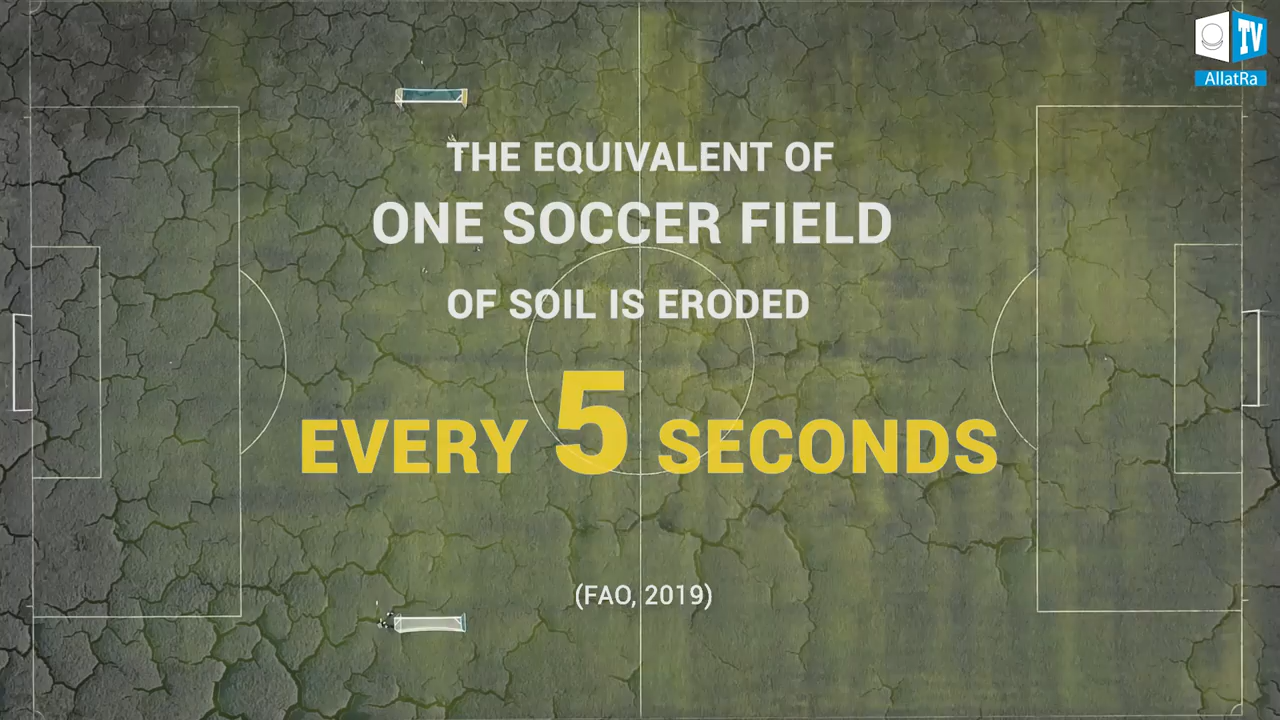 TV
AllatRa
THE EQUIVALENT OF
ONE SOCCER FIELD
OF SOIL IS ERODED
EVERY 5 SECONDS
(FAO, 2019)